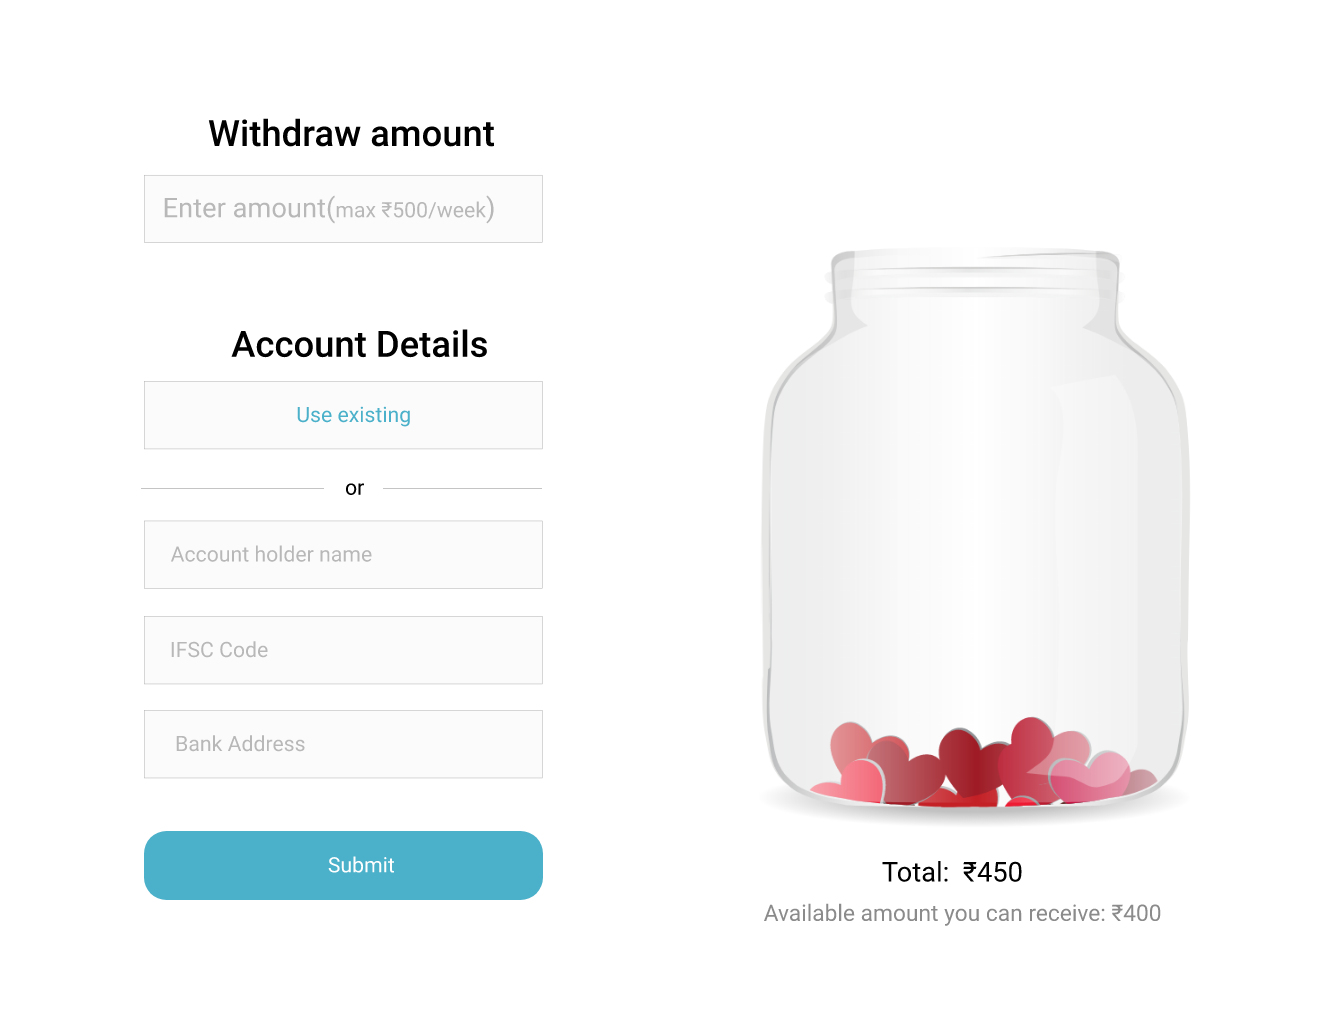 Withdraw amount
Enter amount(max ₹500/week)
Account Details
Use existing
or
Account holder name
IFSC Code
Bank Address
Submit
Total: ₹450
Available amount you can receive: ₹400